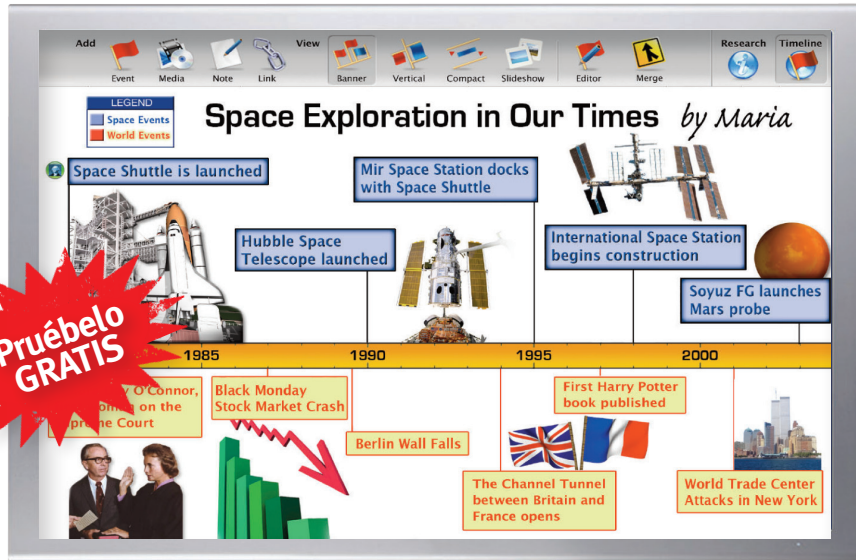 Add
View
Research
Timeline
Event
Media
Note
Link
Banner
Vertical
Compact
Slideshow
Editor
Merge
LEGEND
Space Events
World Events
Space Exploration in Our Times by Maria
Space Shuttle is launched
Mir Space Station docks
with Space Shuttle
Hubble Space
Telescope launched
International Space Station
begins construction
Soyuz FG launches
Mars probe
Pruébelo
GRATIS
1985
1990
1995
2000
O'Connor,
on the
Court
Black Monday
Stock Market Crash
Berlin Wall Falls
First Harry Potter
book published
The Channel Tunnel
between Britain and
France opens
World Trade Center
Attacks in New York